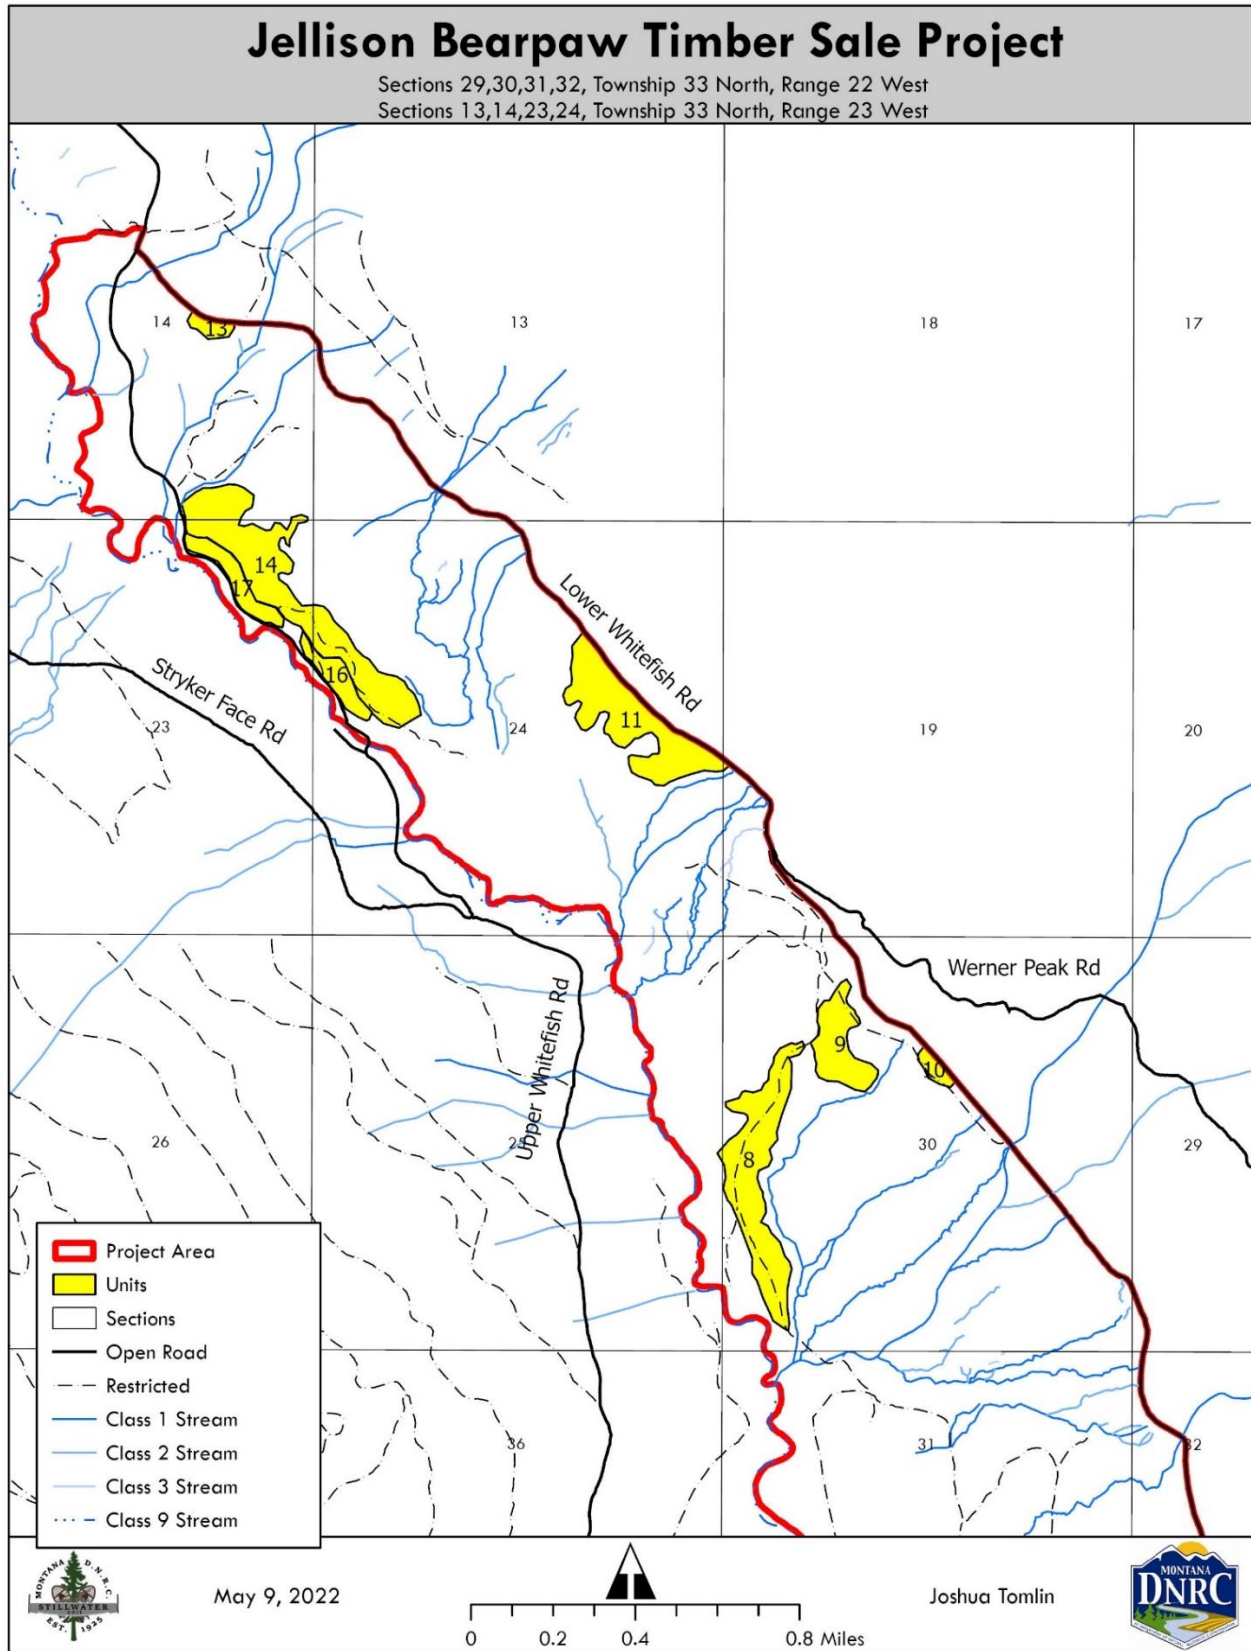 Jellison Bearpaw Timber Sale Project
Sections 29,30,31,32, Township 33 North, Range 22 West
Sections 13,14,23,24, Township 33 North, Range 23 West
14
13
13
18
17
14
17
16
Lower Whitefish Rd
11
Stryker Face Rd
23
24
19
20
Werner Peak Rd
Upper Whitefish Rd
9
10
8
26
25
30
29
36
31
32
Project Area
Units
Sections
Open Road
Restricted
Class 1 Stream
Class 2 Stream
Class 3 Stream
Class 9 Stream
MONTANA D.N.R.C.
STILLWATER
EST. 1925
May 9, 2022
0 0.2 0.4 0.8 Miles
Joshua Tomlin
MONTANA
DNRC